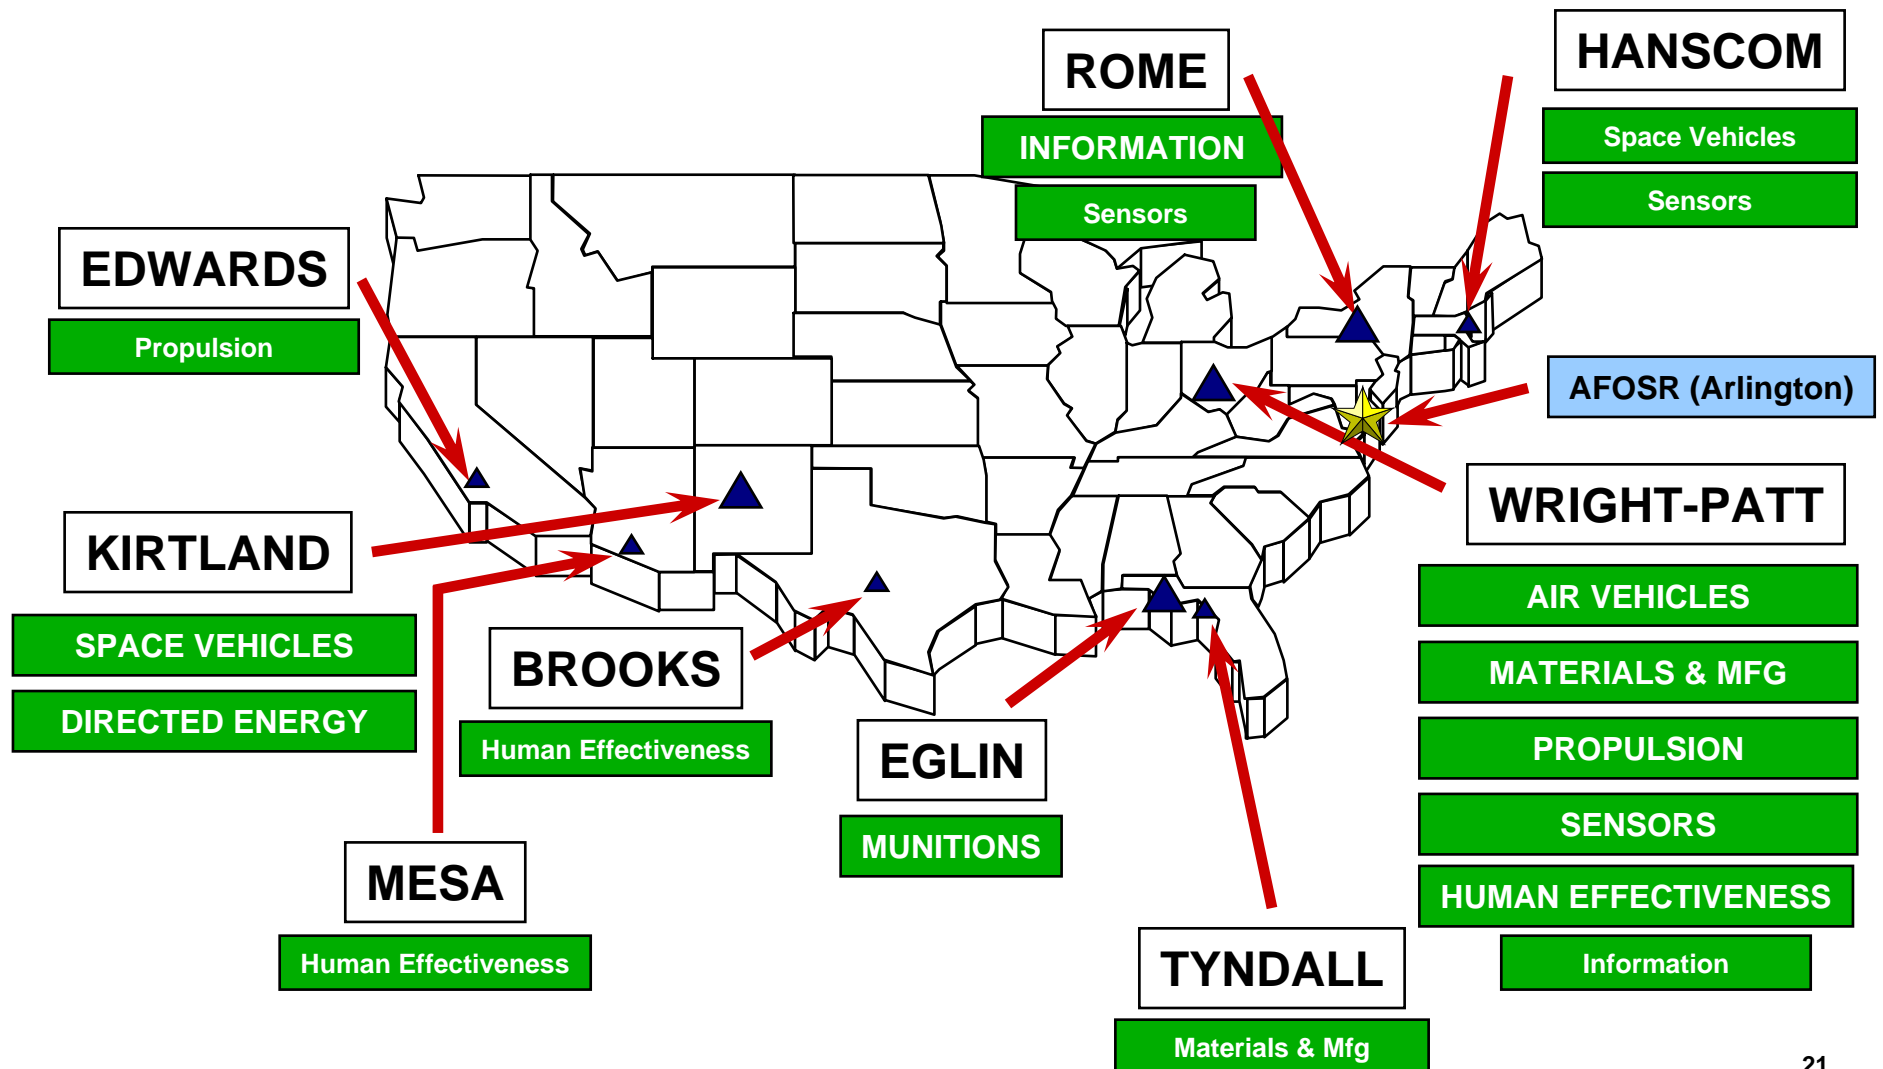 ROME
INFORMATION
Sensors
HANSCOM
Space Vehicles
Sensors
EDWARDS
Propulsion
AFOSR (Arlington)
KIRTLAND
SPACE VEHICLES
DIRECTED ENERGY
WRIGHT-PATT
AIR VEHICLES
MATERIALS & MFG
PROPULSION
SENSORS
HUMAN EFFECTIVENESS
Information
BROOKS
Human Effectiveness
EGLIN
MUNITIONS
MESA
Human Effectiveness
TYNDALL
Materials & Mfg
21